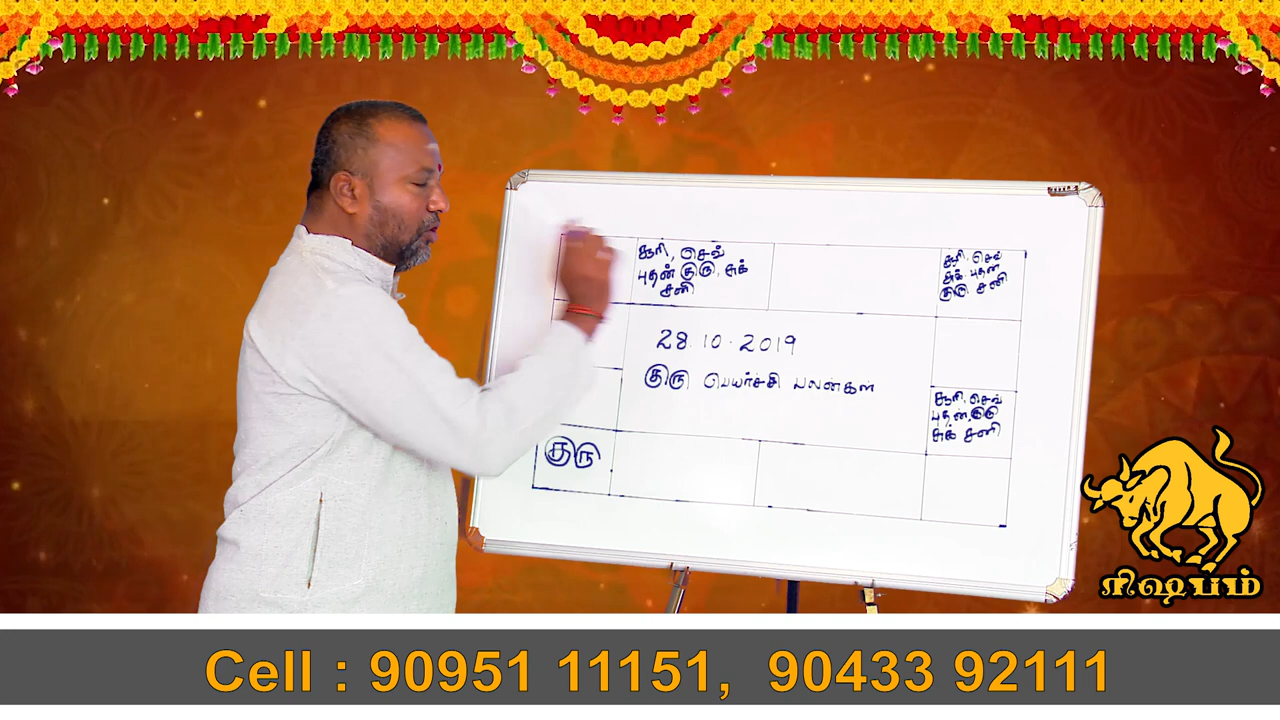 சூரி, செவ்
புதன் குரு, சுக்
சனி
சூரி, செவ்
சுக் புதன்
குரு சனி
28.10.2019
குரு பெயர்ச்சி பலன்கள்
சூரி, செவ்
புதன், குரு
சுக் சனி
குரு
ரிஷபம்
Cell : 90951 11151, 90433 92111